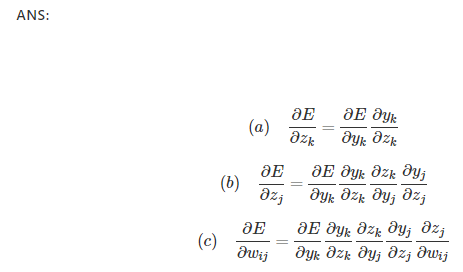 ANS:
(a) ∂E/∂z_k = ∂E/∂y_k ∂y_k/∂z_k
(b) ∂E/∂z_j = ∂E/∂y_k ∂y_k/∂z_k ∂z_k/∂y_j ∂y_j/∂z_j
(c) ∂E/∂w_ij = ∂E/∂y_k ∂y_k/∂z_k ∂z_k/∂y_j ∂y_j/∂z_j ∂z_j/∂w_ij